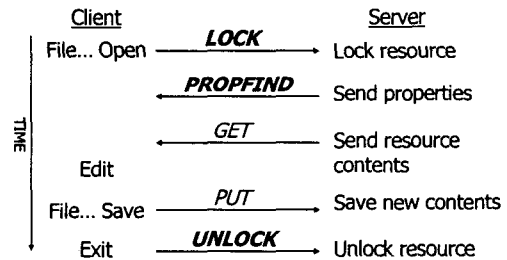 Client Server
File... Open LOCK Lock resource
PROPFIND Send properties
GET Send resource
contents
Edit
File... Save PUT Save new contents
Exit UNLOCK Unlock resource
TIME